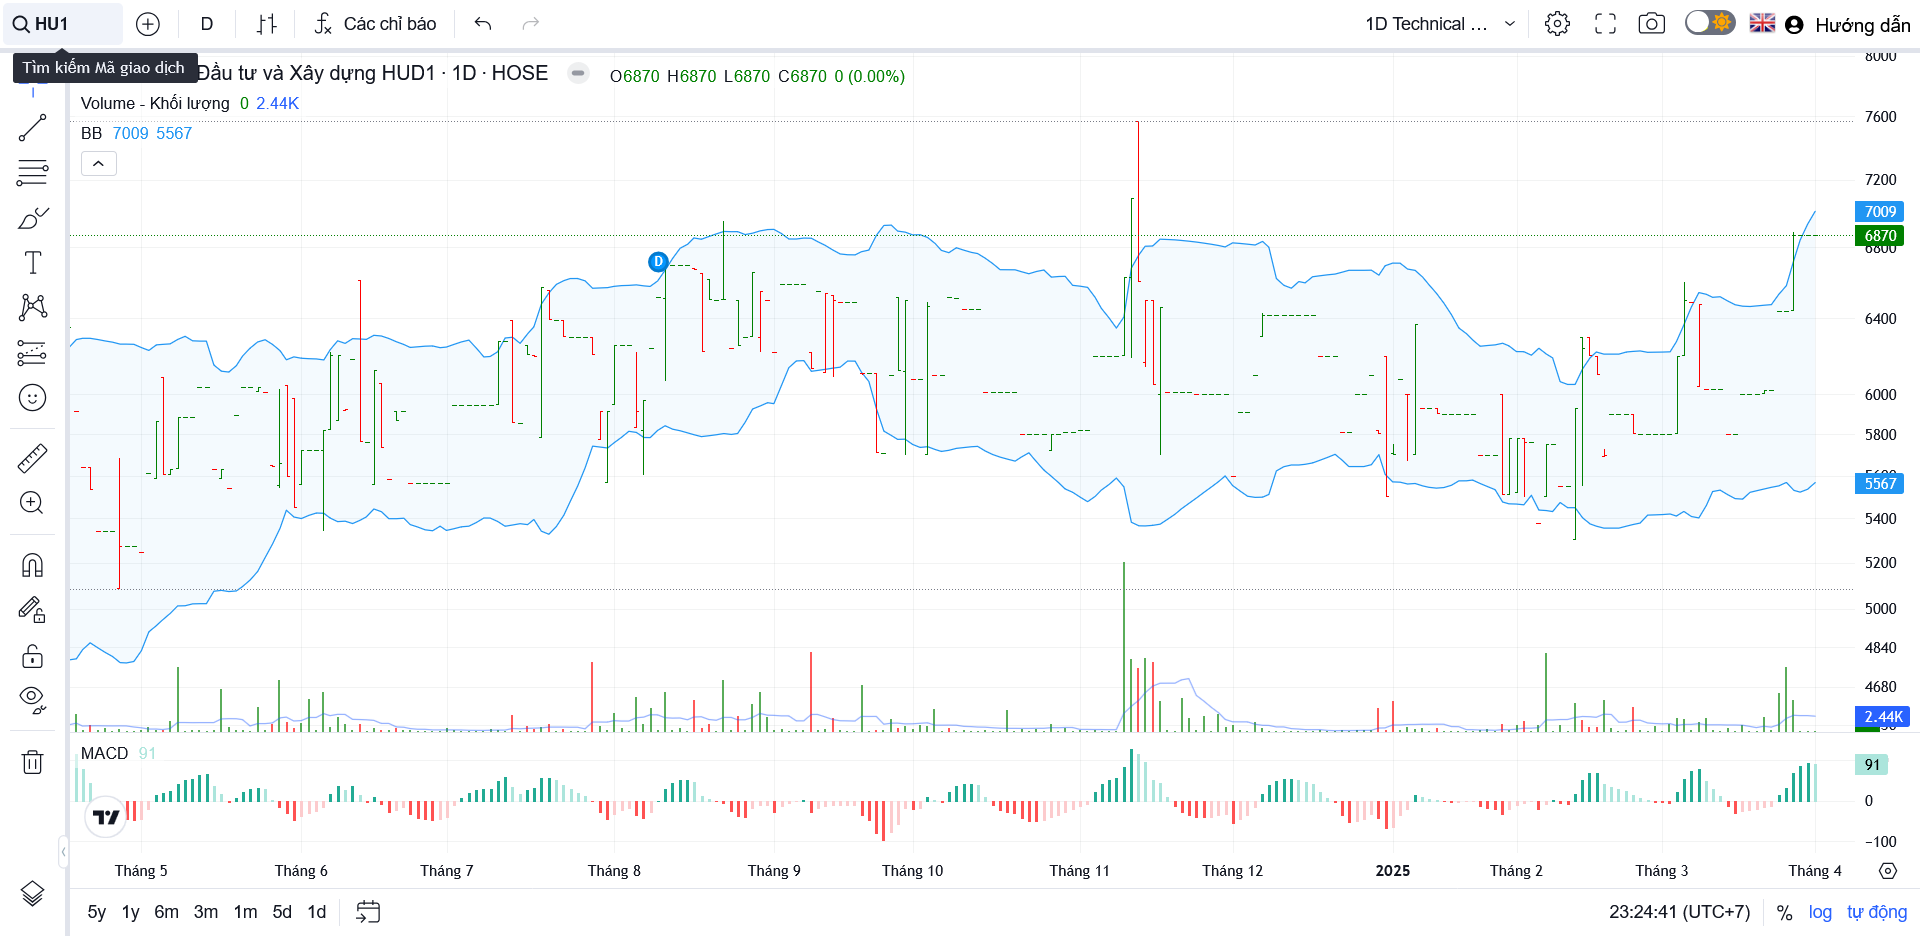 HU1
D
Các chỉ báo
1D Technical ...
Hướng dẫn
Tìm kiếm Mã giao dịch
Đầu tư và Xây dựng HUD1 · 1D · HOSE
O6870 H6870 L6870 C6870 0 (0.00%)
Volume - Khối lượng 0 2.44K
BB 7009 5567
D
8000
7600
7200
7009
6870
6800
6400
6000
5800
5600
5567
5400
5200
5000
4840
4680
2.44K
MACD 91
91
0
−100
Tháng 5
Tháng 6
Tháng 7
Tháng 8
Tháng 9
Tháng 10
Tháng 11
Tháng 12
2025
Tháng 2
Tháng 3
Tháng 4
5y 1y 6m 3m 1m 5d 1d
23:24:41 (UTC+7)
%
log
tự động